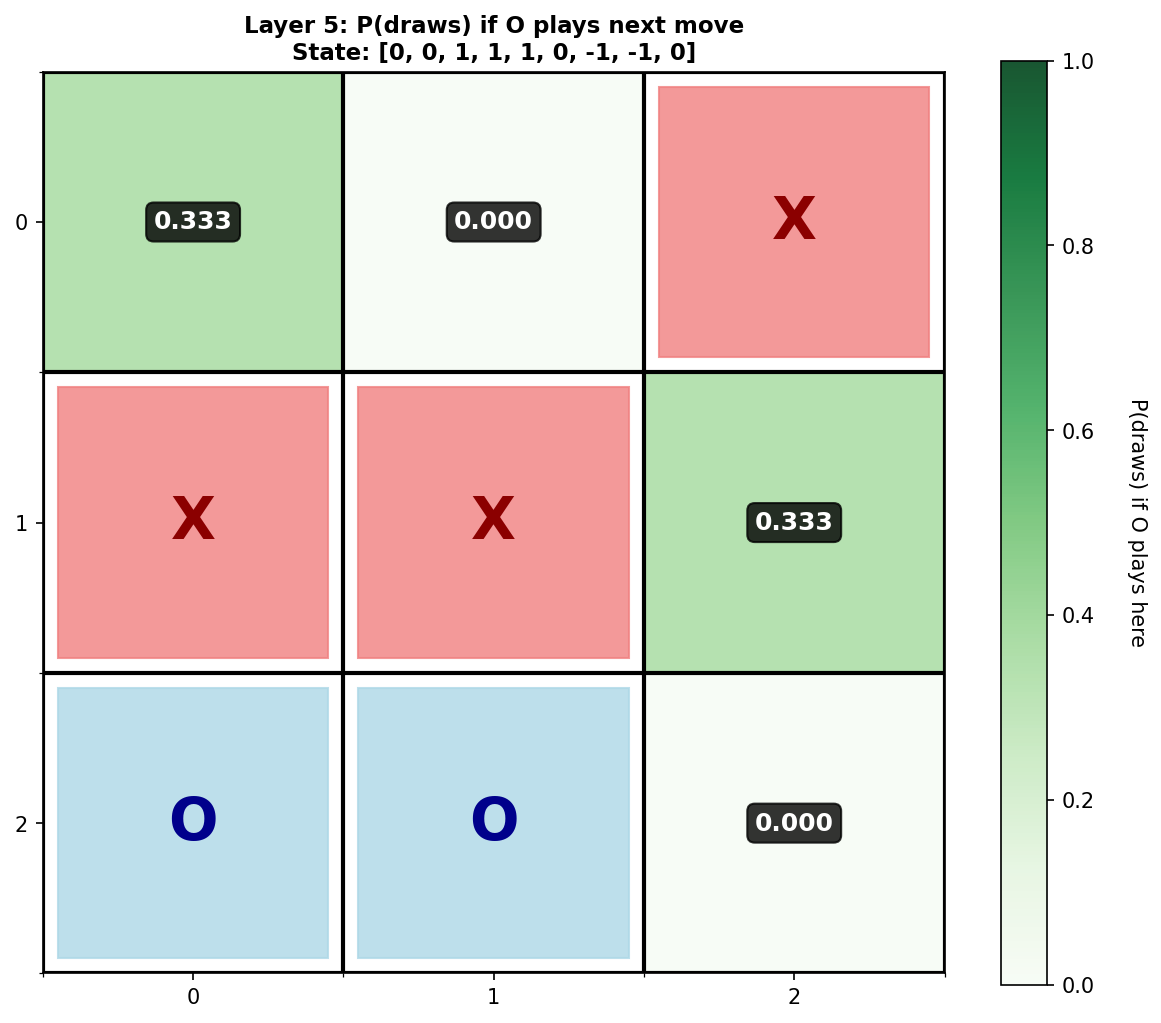 Layer 5: P(draws) if O plays next move
State: [0, 0, 1, 1, 1, 0, -1, -1, 0]
0
0.333
0.000
X
1
X
X
0.333
2
O
O
0.000
0
1
2
1.0
0.8
0.6
0.4
0.2
0.0
P(draws) if O plays here